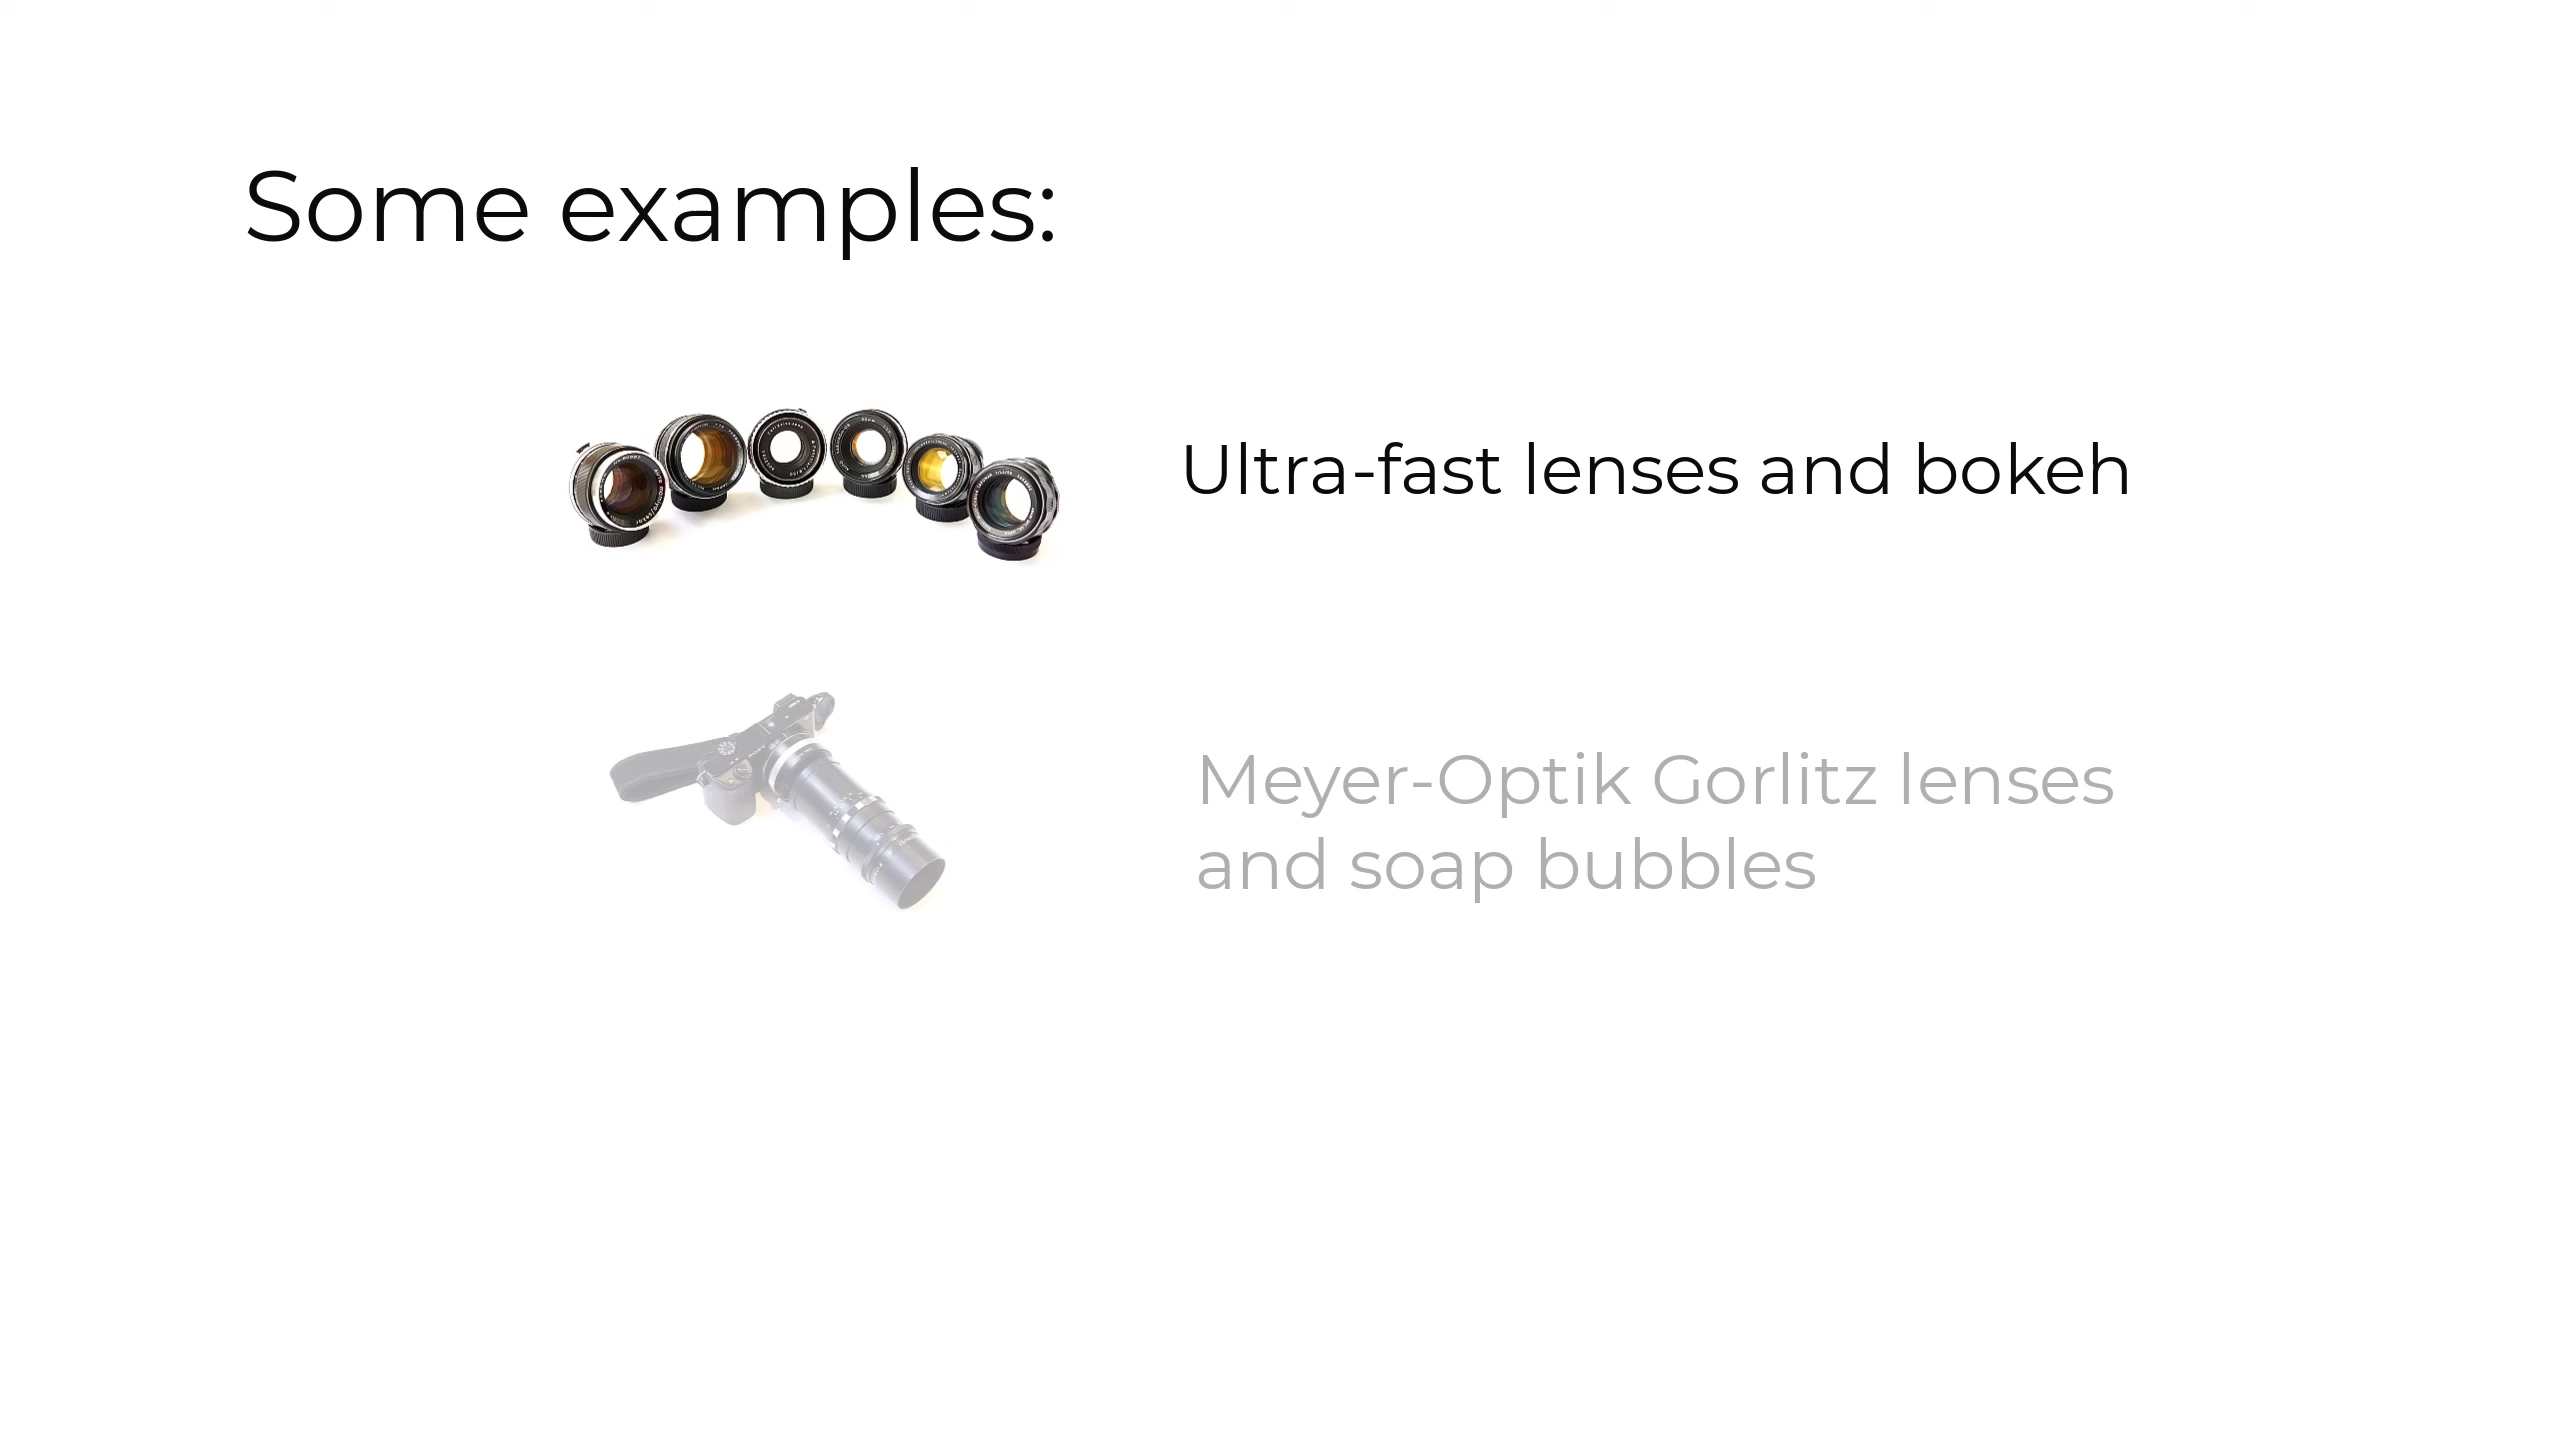 Some examples:
Ultra-fast lenses and bokeh
Meyer-Optik Gorlitz lenses
and soap bubbles